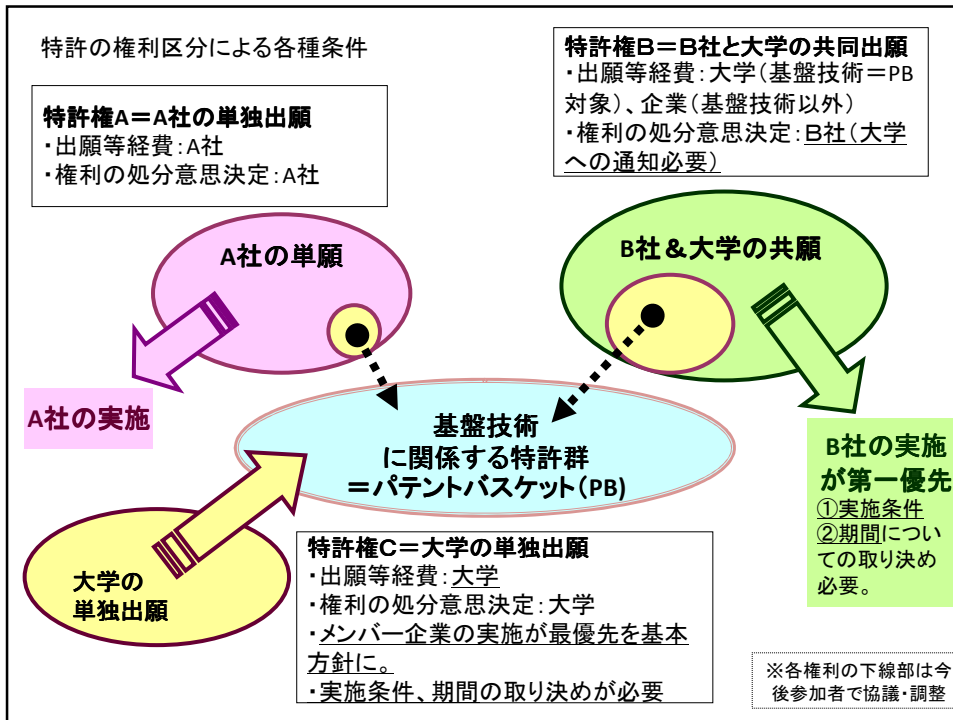 特許の権利区分による各種条件
特許権A＝A社の単独出願
・出願等経費：A社
・権利の処分意思決定：A社
特許権B＝B社と大学の共同出願
・出願等経費：大学（基盤技術＝PB
対象）、企業（基盤技術以外）
・権利の処分意思決定：B社（大学
への通知必要）
A社の単願
B社＆大学の共願
A社の実施
基盤技術
に関係する特許群
＝パテントバスケット（PB)
B社の実施
が第一優先
①実施条件
②期間につい
ての取り決め
必要。
大学の
単独出願
特許権C＝大学の単独出願
・出願等経費：大学
・権利の処分意思決定：大学
・メンバー企業の実施が最優先を基本
方針に。
・実施条件、期間の取り決めが必要
※各権利の下線部は今
後参加者で協議・調整